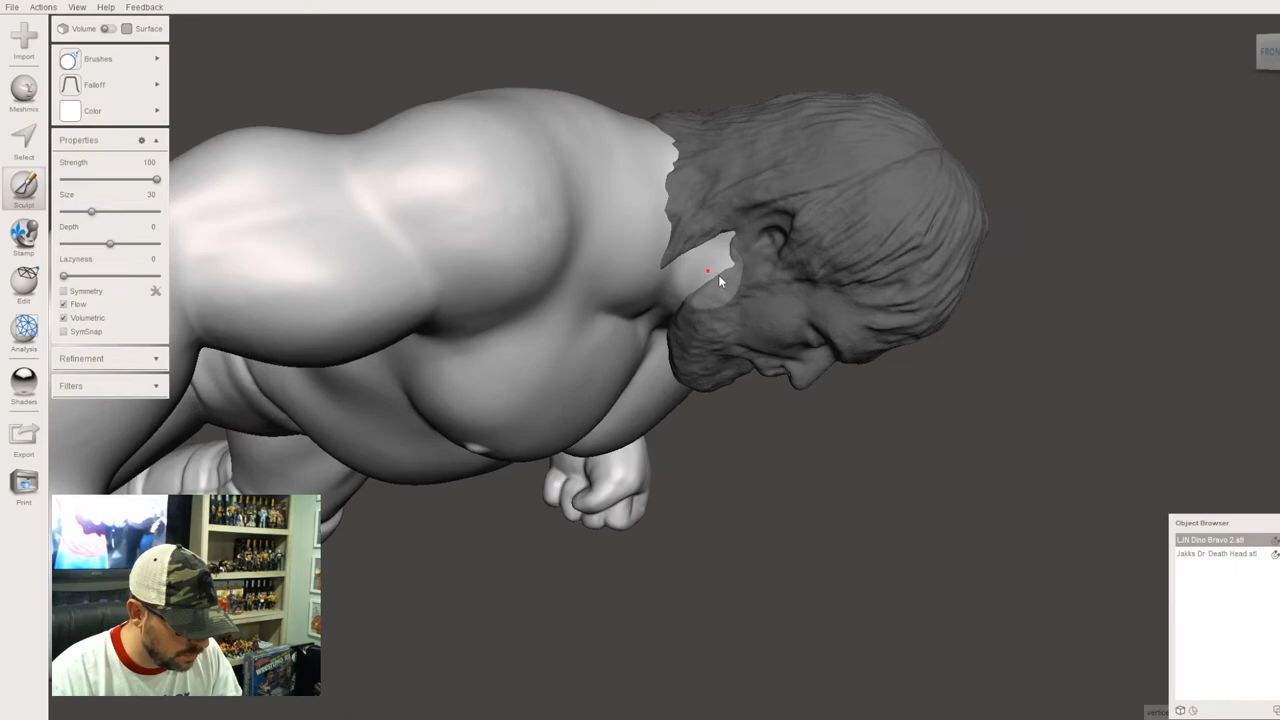 File Actions View Help Feedback
Import
Meshmix
Select
Sculpt
Stamp
Edit
Analysis
Shaders
Export
Print
Volume Surface
Brushes
Falloff
Color
Properties
Strength 100
Size 30
Depth 0
Lazyness 0
Symmetry
Flow
Volumetric
SymSnap
Refinement
Filters
FRON
Object Browser
LJN Dino Bravo 2.stl
Jakks Dr. Death Head.stl
vertice